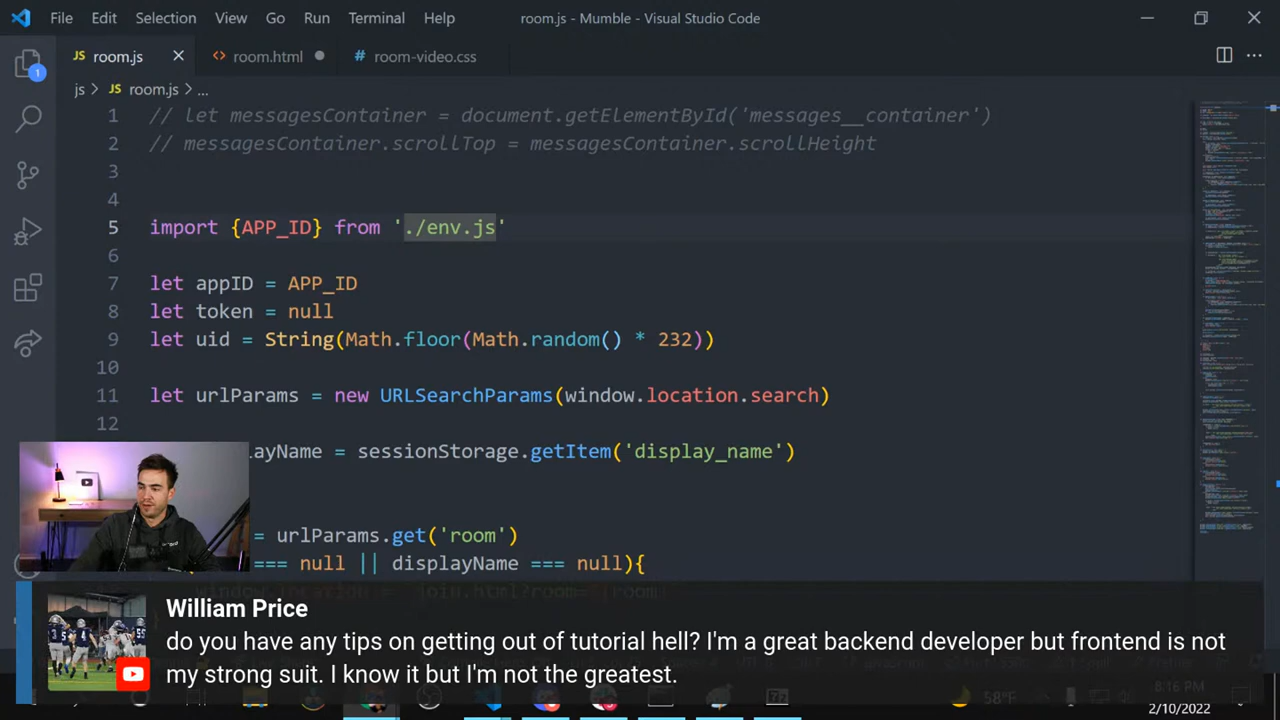 File Edit Selection View Go Run Terminal Help room.js - Mumble - Visual Studio Code
JS room.js <> room.html # room-video.css
js > JS room.js > ...
1 // let messagesContainer = document.getElementById('messages__container')
2 // messagesContainer.scrollTop = messagesContainer.scrollHeight
3
4
5 import {APP_ID} from './env.js'
6
7 let appID = APP_ID
8 let token = null
9 let uid = String(Math.floor(Math.random() * 232))
10
11 let urlParams = new URLSearchParams(window.location.search)
12
layName = sessionStorage.getItem('display_name')
= urlParams.get('room')
=== null || displayName === null){
William Price
do you have any tips on getting out of tutorial hell? I'm a great backend developer but frontend is not
my strong suit. I know it but I'm not the greatest.
58°F
8:16 PM
2/10/2022
1